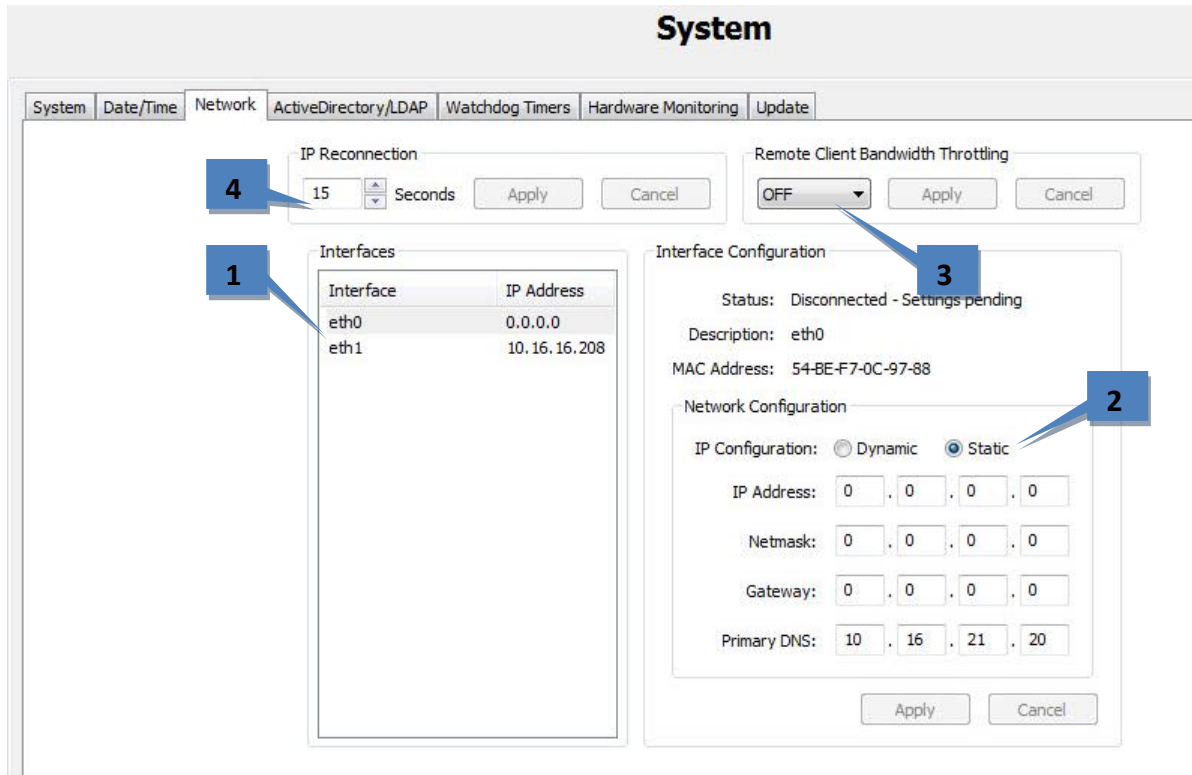 System
System Date/Time Network ActiveDirectory/LDAP Watchdog Timers Hardware Monitoring Update
IP Reconnection
4
15 Seconds Apply Cancel
Remote Client Bandwidth Throttling
OFF Apply Cancel
3
Interfaces
1
Interface IP Address
eth0 0.0.0.0
eth1 10.16.16.208
Interface Configuration
Status: Disconnected - Settings pending
Description: eth0
MAC Address: 54-BE-F7-0C-97-88
2
Network Configuration
IP Configuration: Dynamic Static
IP Address: 0 . 0 . 0 . 0
Netmask: 0 . 0 . 0 . 0
Gateway: 0 . 0 . 0 . 0
Primary DNS: 10 . 16 . 21 . 20
Apply Cancel